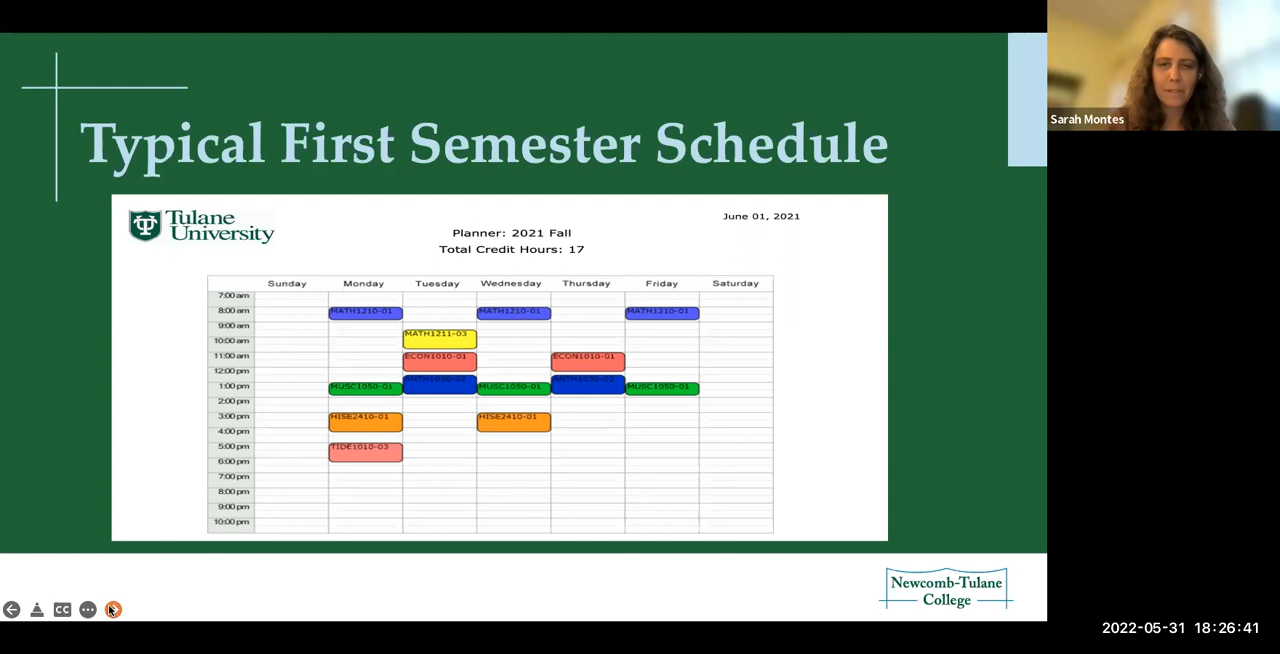 Typical First Semester Schedule
Sarah Montes
Tulane
University
June 01, 2021
Planner: 2021 Fall
Total Credit Hours: 17
Sunday Monday Tuesday Wednesday Thursday Friday Saturday
7:00 am
8:00 am MATH1210-01 MATH1210-01 MATH1210-01
9:00 am
MATH1211-03
10:00 am
11:00 am ECON1010-01 ECON1010-01
12:00 pm
1:00 pm MUSC1050-01 MUSC1050-01 MUSC1050-01
2:00 pm
3:00 pm HISE2410-01 HISE2410-01
4:00 pm
5:00 pm TIDE1010-03
6:00 pm
7:00 pm
8:00 pm
9:00 pm
10:00 pm
Newcomb-Tulane
College
CC
2022-05-31 18:26:41